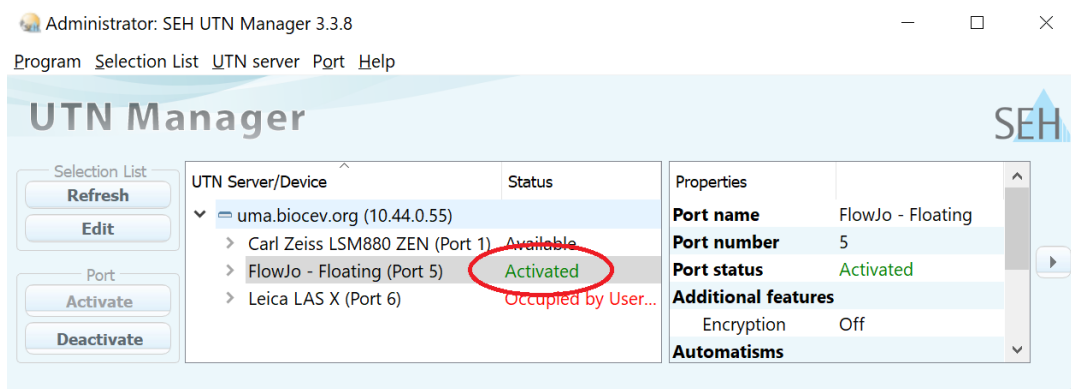 Administrator: SEH UTN Manager 3.3.8
Program Selection List UTN server Port Help
UTN Manager
SEH
Selection List
Refresh
Edit
Port
Activate
Deactivate
UTN Server/Device Status
uma.biocev.org (10.44.0.55)
Carl Zeiss LSM880 ZEN (Port 1) Available
FlowJo - Floating (Port 5) Activated
Leica LAS X (Port 6) Occupied by User...
Properties
Port name FlowJo - Floating
Port number 5
Port status Activated
Additional features
Encryption Off
Automatisms